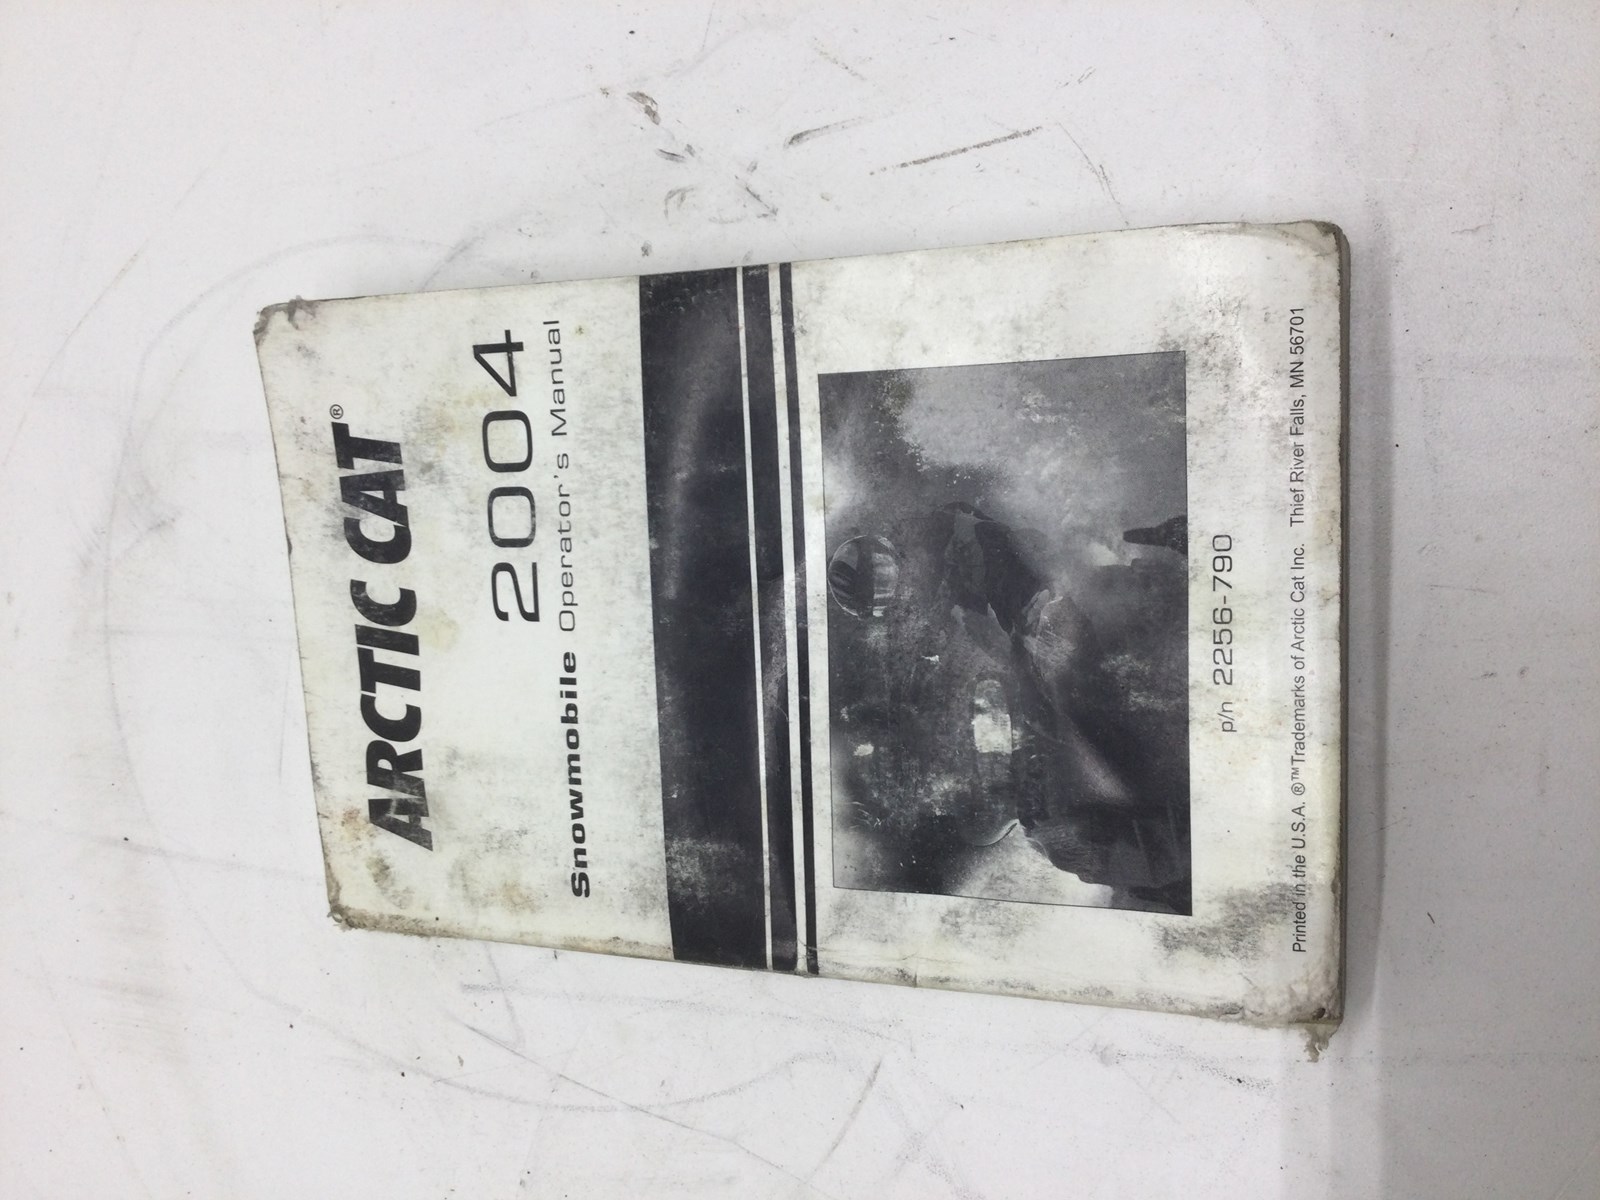 ARCTIC CAT®
2004
Snowmobile Operator's Manual
p/n 2256-790
Printed in the U.S.A. ®™Trademarks of Arctic Cat Inc. Thief River Falls, MN 56701